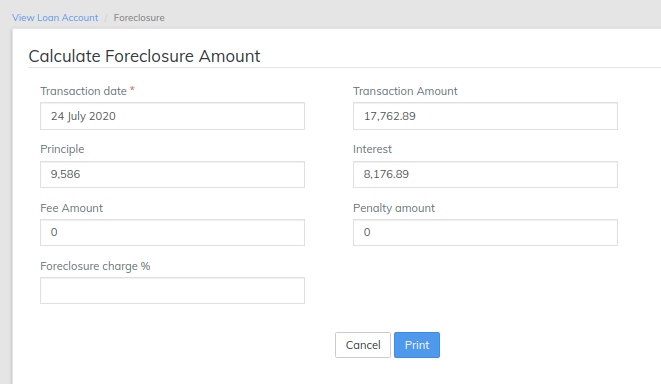 View Loan Account / Foreclosure
Calculate Foreclosure Amount
Transaction date *
Transaction Amount
24 July 2020
17,762.89
Principle
Interest
9,586
8,176.89
Fee Amount
Penalty amount
0
0
Foreclosure charge %
Cancel
Print